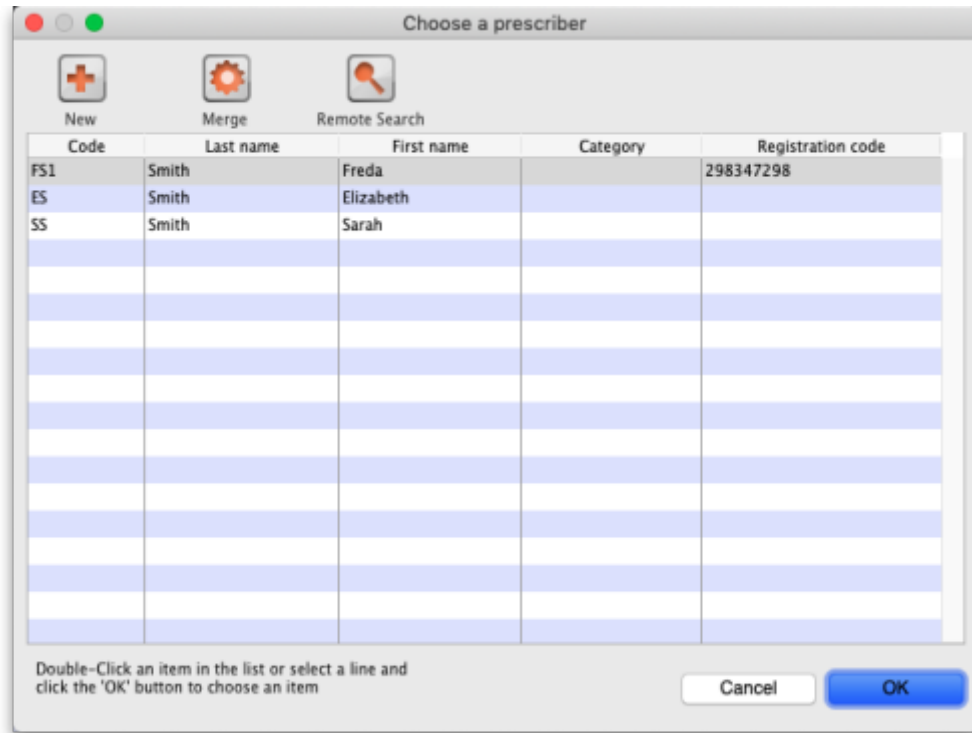 Choose a prescriber
New Merge Remote Search
Code Last name First name Category Registration code
FS1 Smith Freda 298347298
ES Smith Elizabeth
SS Smith Sarah
Double-Click an item in the list or select a line and
click the 'OK' button to choose an item
Cancel OK